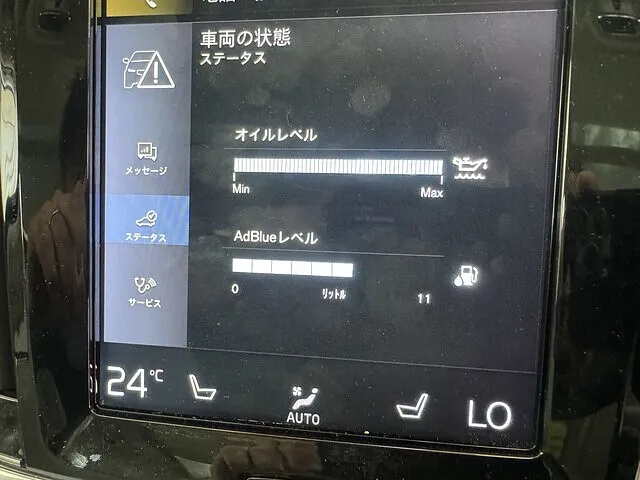 車両の状態
ステータス
オイルレベル
メッセージ
Min
Max
ステータス
AdBlueレベル
サービス
0
リットル
11
24°C
AUTO
LO